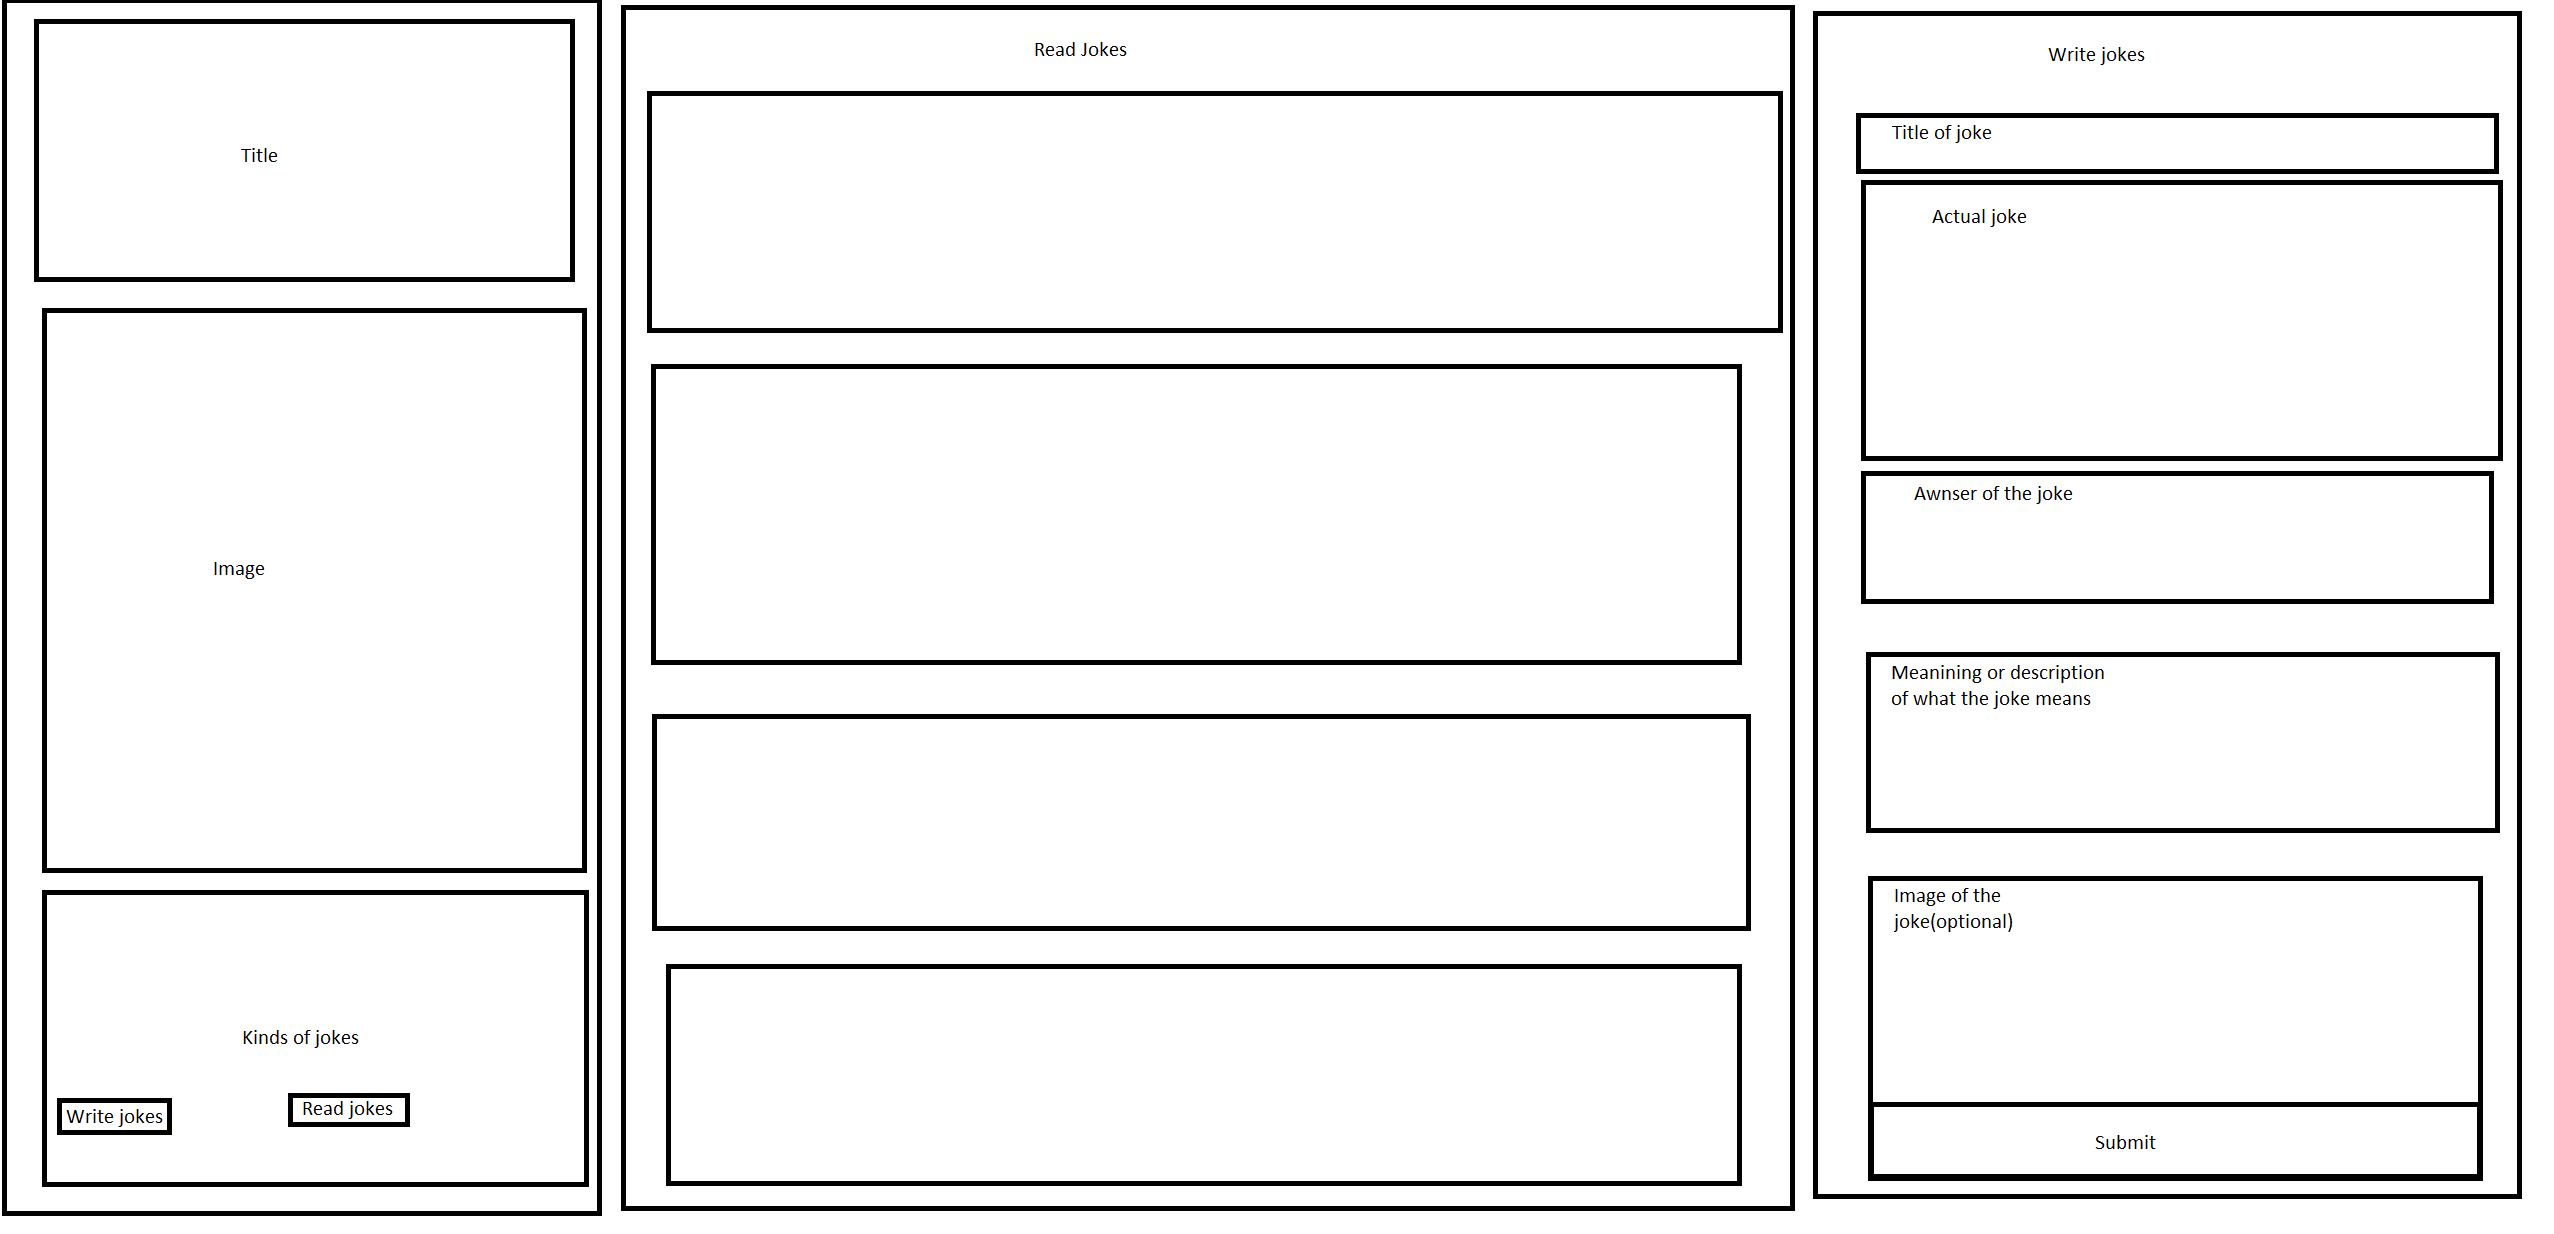 Title
Image
Kinds of jokes
Write jokes
Read jokes
Read Jokes
Write jokes
Title of joke
Actual joke
Awnser of the joke
Meanining or description
of what the joke means
Image of the
joke(optional)
Submit